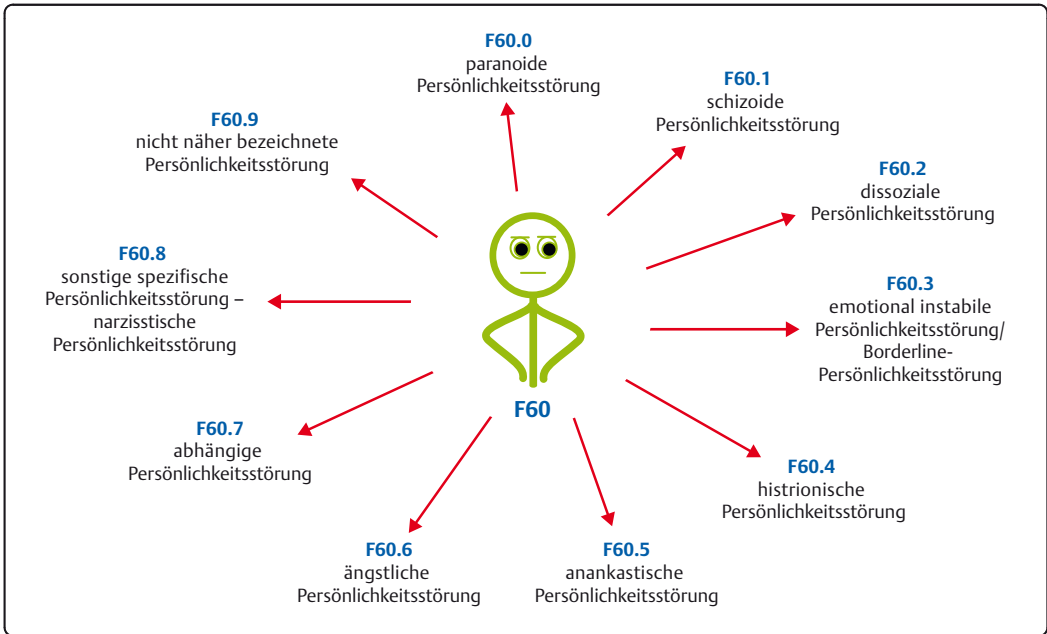 F60.0
paranoide
Persönlichkeitsstörung
F60.1
schizoide
Persönlichkeitsstörung
F60.2
dissoziale
Persönlichkeitsstörung
F60.3
emotional instabile
Persönlichkeitsstörung/
Borderline-
Persönlichkeitsstörung
F60.4
histrionische
Persönlichkeitsstörung
F60.5
anankastische
Persönlichkeitsstörung
F60.6
ängstliche
Persönlichkeitsstörung
F60.7
abhängige
Persönlichkeitsstörung
F60.8
sonstige spezifische
Persönlichkeitsstörung –
narzisstische
Persönlichkeitsstörung
F60.9
nicht näher bezeichnete
Persönlichkeitsstörung
F60